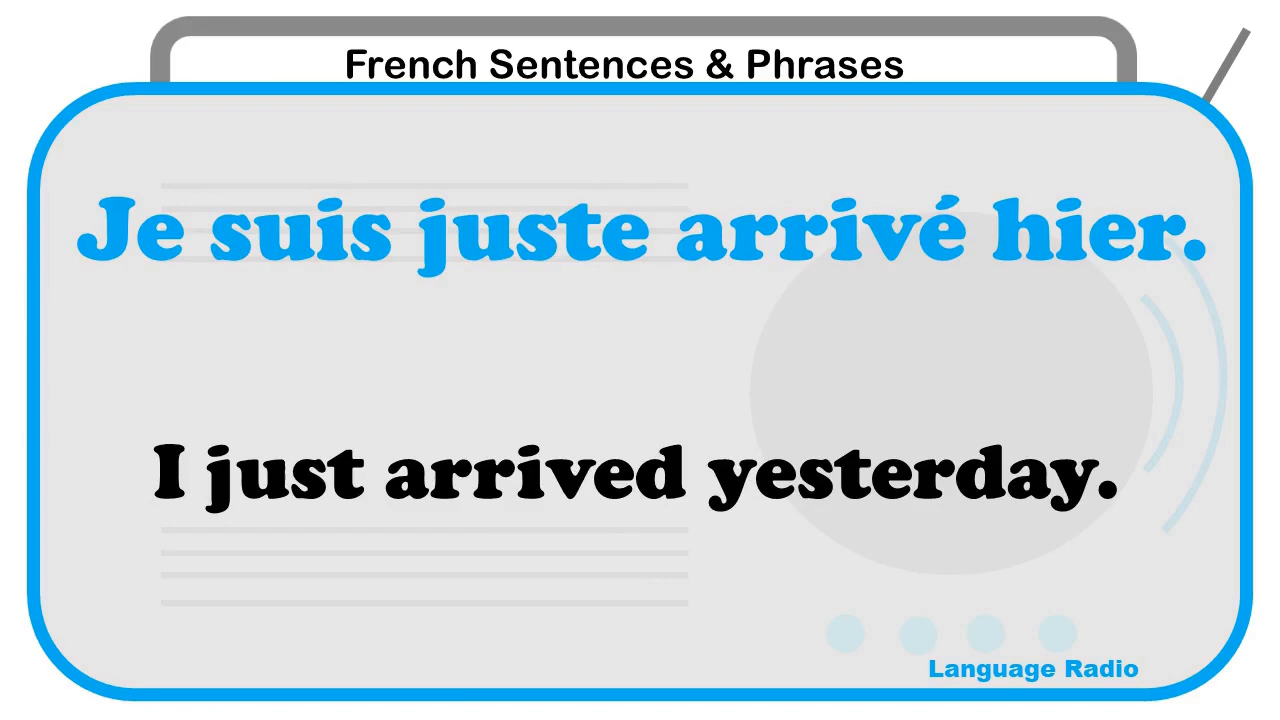 French Sentences & Phrases
Je suis juste arrivé hier.
I just arrived yesterday.
Language Radio